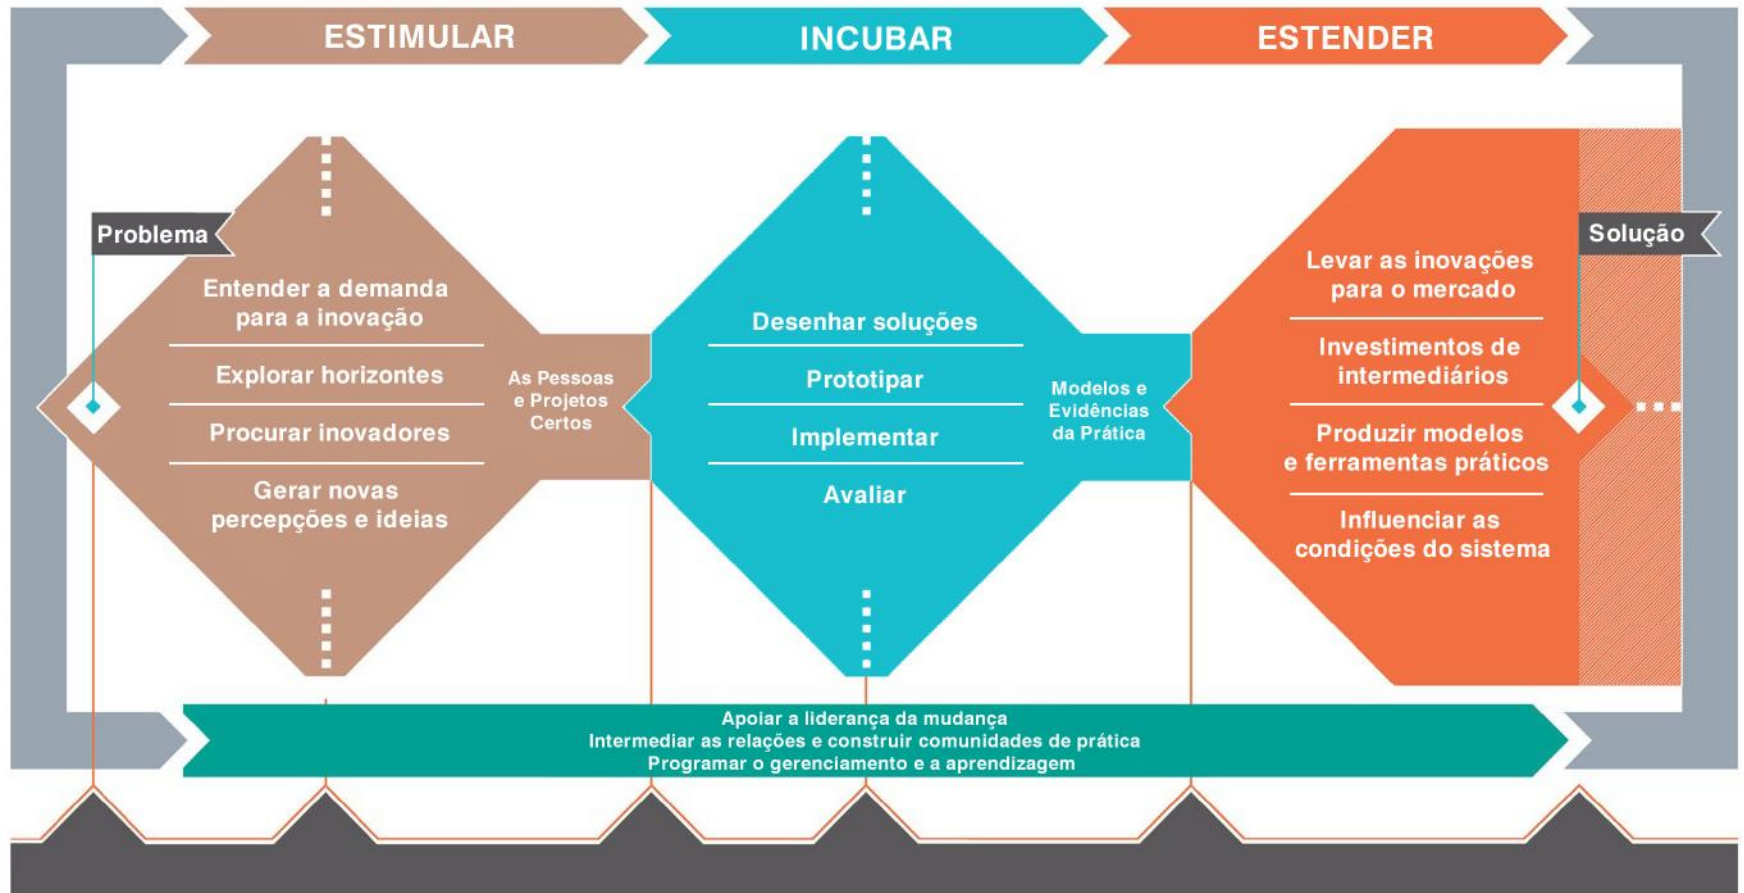 ESTIMULAR
INCUBAR
ESTENDER
Problema
Entender a demanda
para a inovação
Explorar horizontes
Procurar inovadores
Gerar novas
percepções e ideias
As Pessoas
e Projetos
Certos
Desenhar soluções
Prototipar
Implementar
Avaliar
Modelos e
Evidências
da Prática
Solução
Levar as inovações
para o mercado
Investimentos de
intermediários
Produzir modelos
e ferramentas práticos
Influenciar as
condições do sistema
Apoiar a liderança da mudança
Intermediar as relações e construir comunidades de prática
Programar o gerenciamento e a aprendizagem